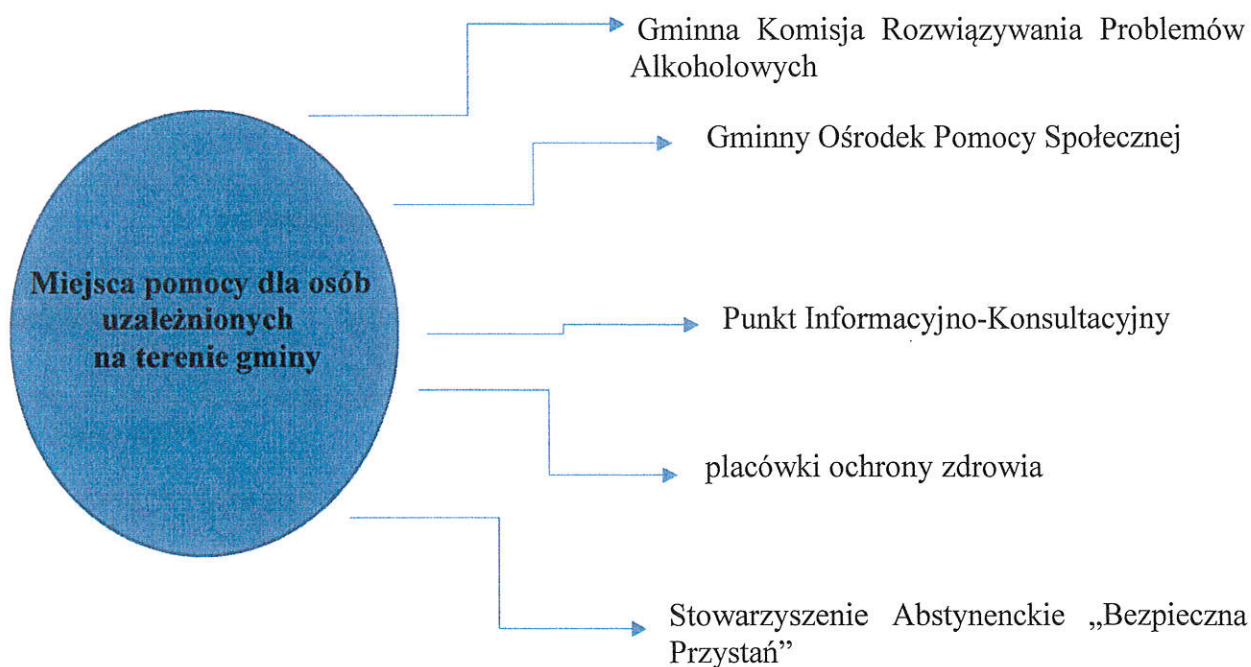 Gminna Komisja Rozwiązywania Problemów
Alkoholowych
Gminny Ośrodek Pomocy Społecznej
Miejsca pomocy dla osób
uzależnionych
na terenie gminy
Punkt Informacyjno-Konsultacyjny
placówki ochrony zdrowia
Stowarzyszenie Abstynenckie „Bezpieczna
Przystań”